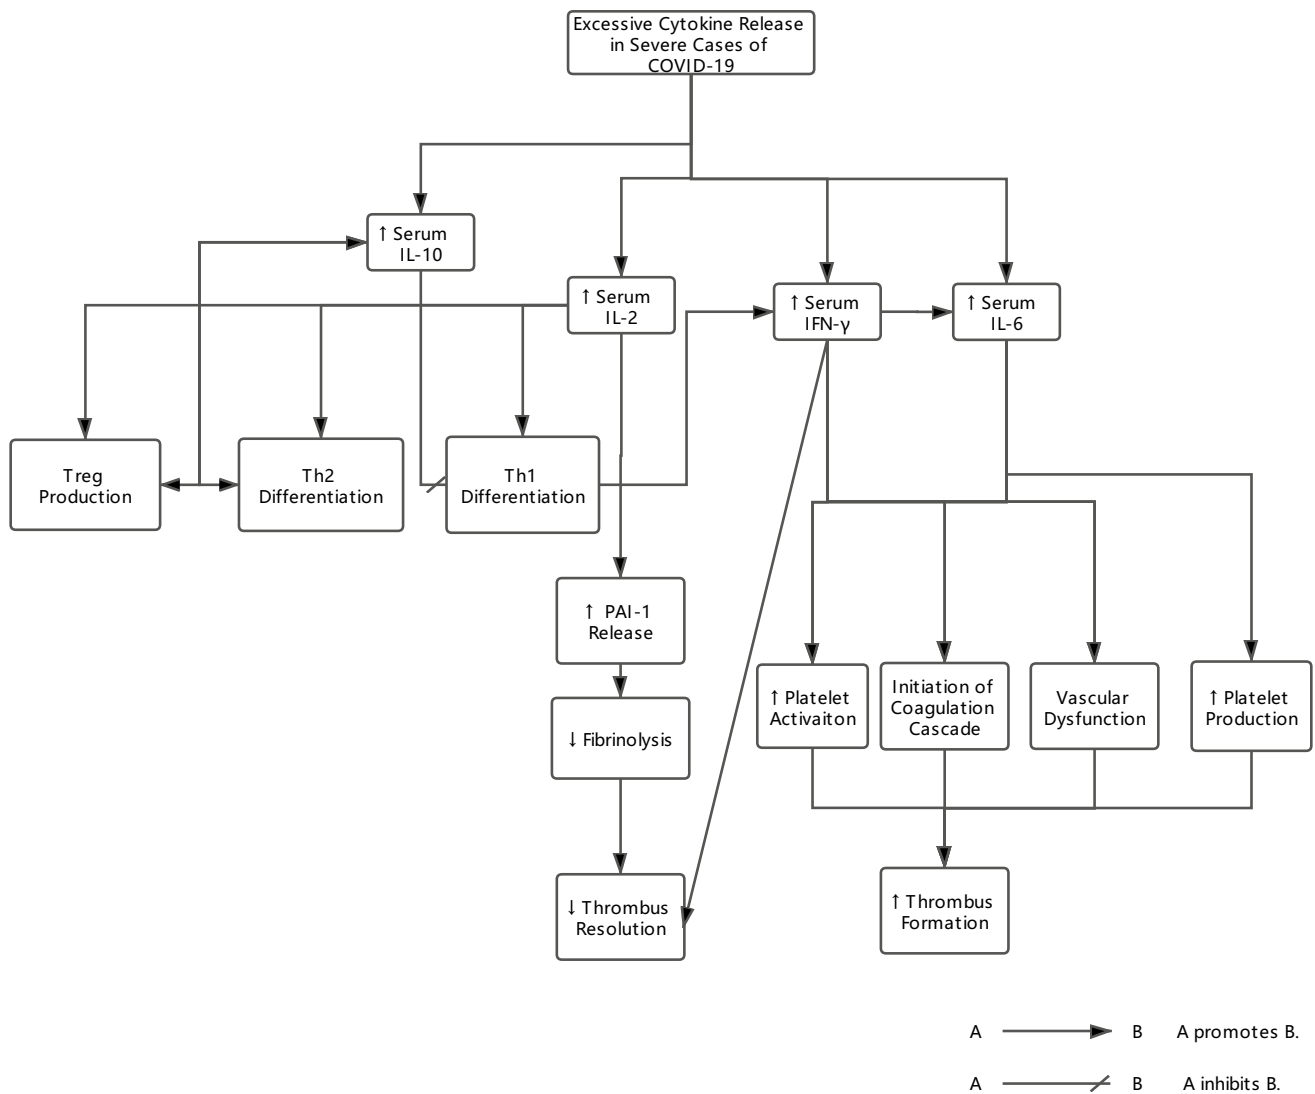 Excessive Cytokine Release
in Severe Cases of
COVID-19
↑ Serum
IL-10
↑ Serum
IL-2
↑ Serum
IFN-γ
↑ Serum
IL-6
Treg
Production
Th2
Differentiation
Th1
Differentiation
↑ PAI-1
Release
↑ Platelet
Activaiton
Initiation of
Coagulation
Cascade
Vascular
Dysfunction
↑ Platelet
Production
↓ Fibrinolysis
↓ Thrombus
Resolution
↑ Thrombus
Formation
A B A promotes B.
A B A inhibits B.